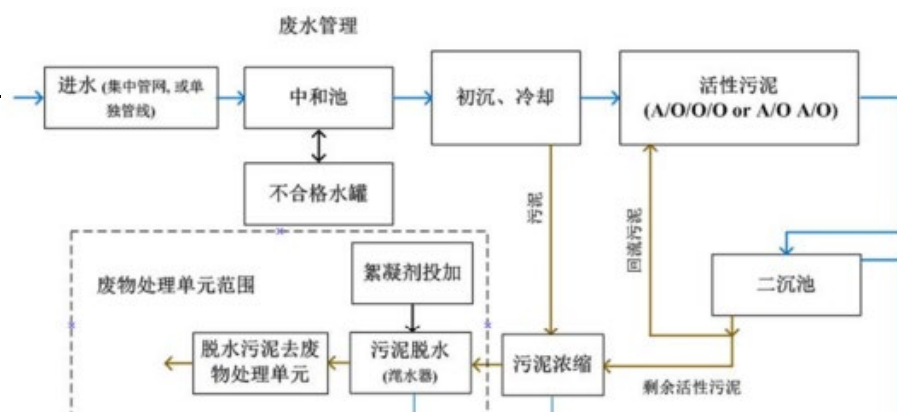 废水管理
进水 (集中管网, 或单
独管线)
中和池
初沉、冷却
活性污泥
(A/O/O/O or A/O A/O)
不合格水罐
污泥
回流污泥
二沉池
废物处理单元范围
絮凝剂投加
脱水污泥去废
物处理单元
污泥脱水
(滗水器)
污泥浓缩
剩余活性污泥